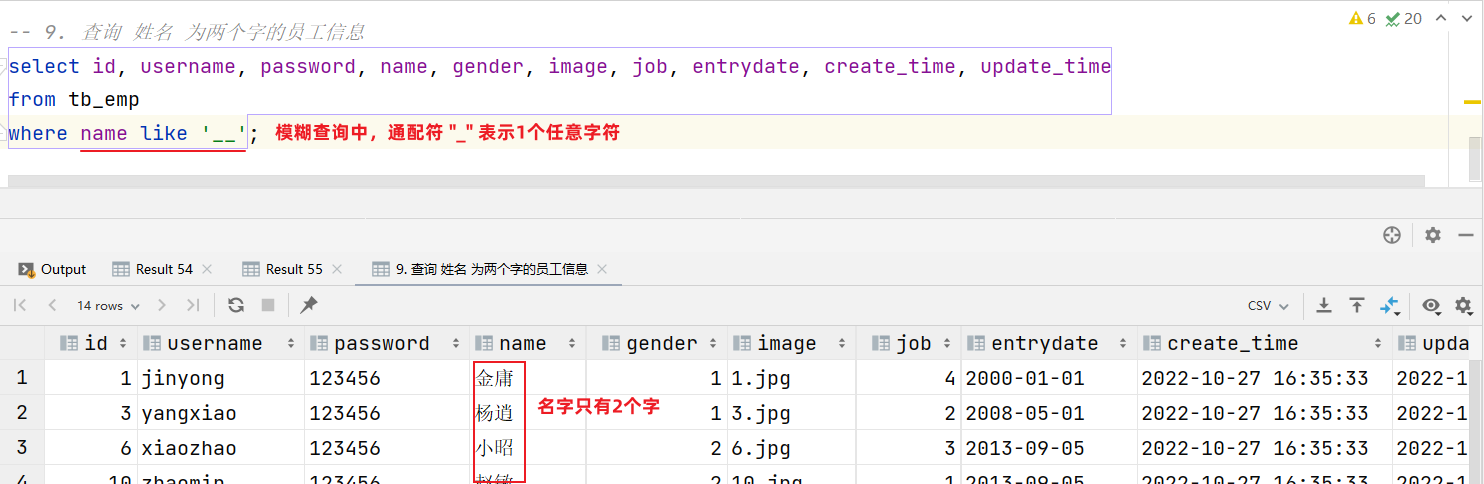 -- 9. 查询 姓名 为两个字的员工信息
6 20
select id, username, password, name, gender, image, job, entrydate, create_time, update_time
from tb_emp
where name like '__'; 模糊查询中，通配符 "_" 表示1个任意字符
Output Result 54 Result 55 9. 查询 姓名 为两个字的员工信息
14 rows CSV
id username password name gender image job entrydate create_time upda
1 1 jinyong 123456 金庸 1 1.jpg 4 2000-01-01 2022-10-27 16:35:33 2022-1
名字只有2个字
2 3 yangxiao 123456 杨逍 1 3.jpg 2 2008-05-01 2022-10-27 16:35:33 2022-1
3 6 xiaozhao 123456 小昭 2 6.jpg 3 2013-09-05 2022-10-27 16:35:33 2022-1
4 10 zhaomin 123456 赵敏 2 10.jpg 1 2013-09-05 2022-10-27 16:35:33 2022-1